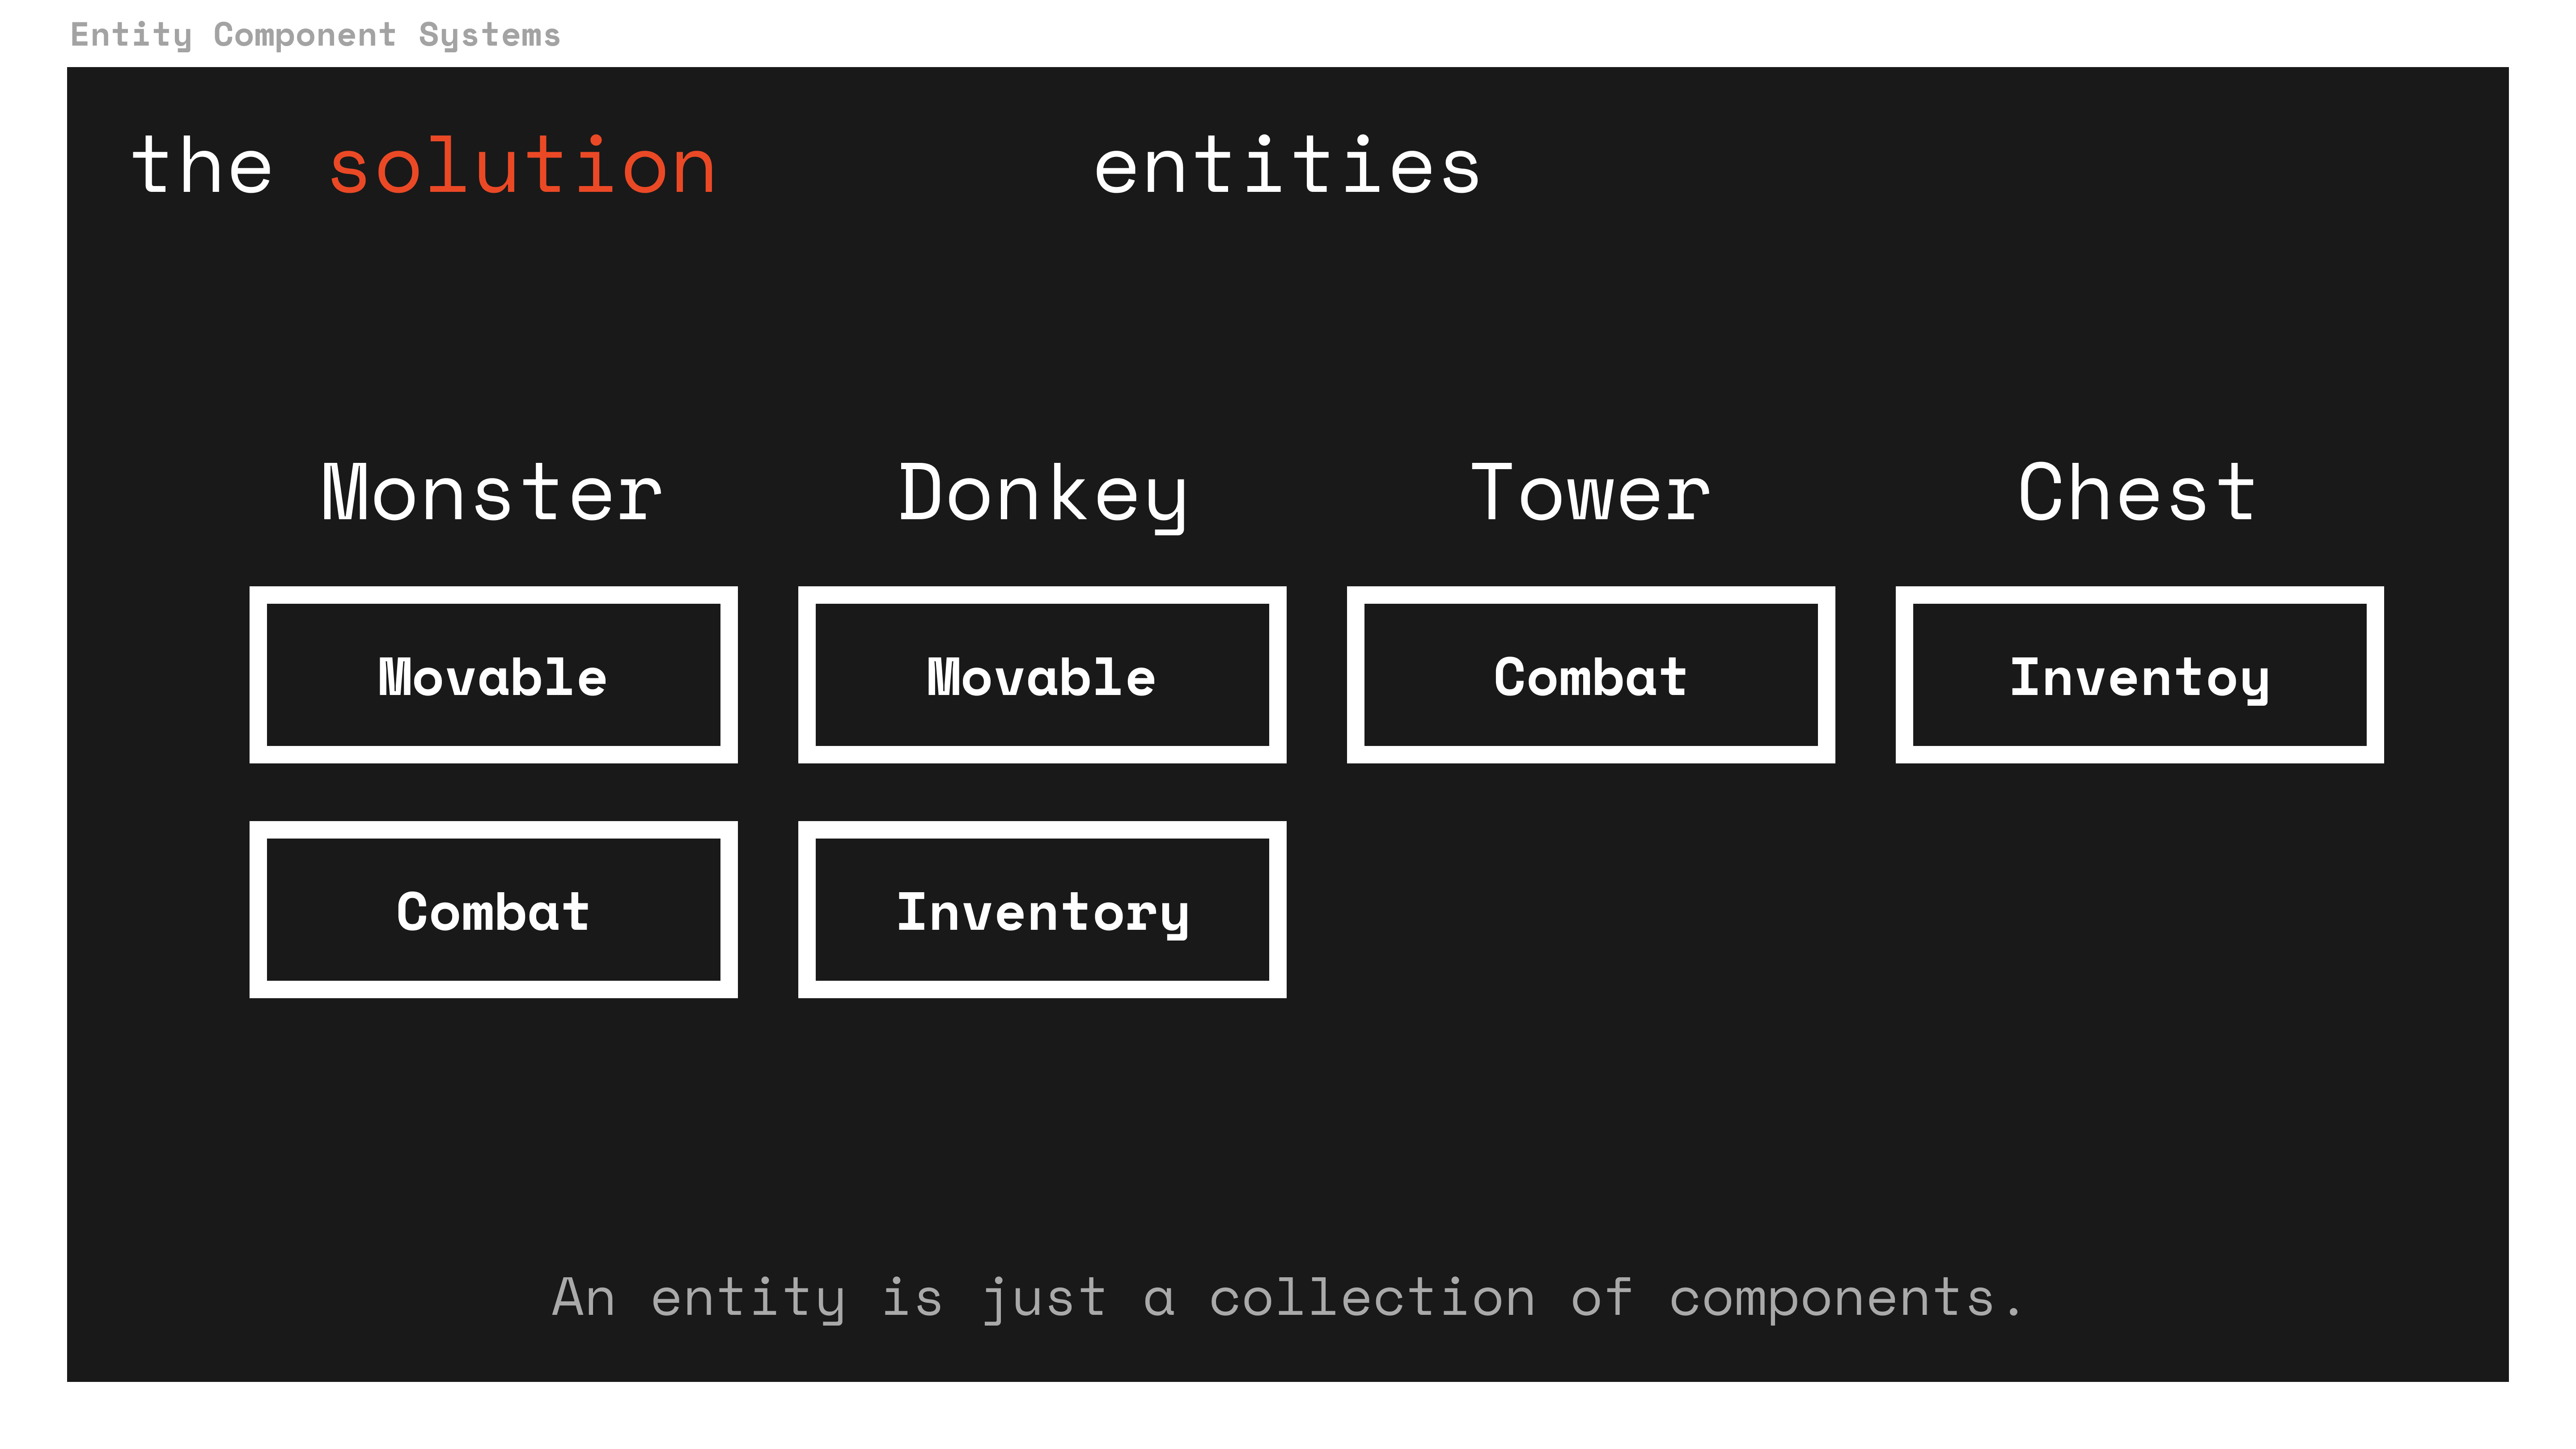 Entity Component Systems
the solution
entities
Monster Donkey Tower Chest
Movable Movable Combat Inventoy
Combat Inventory
An entity is just a collection of components.